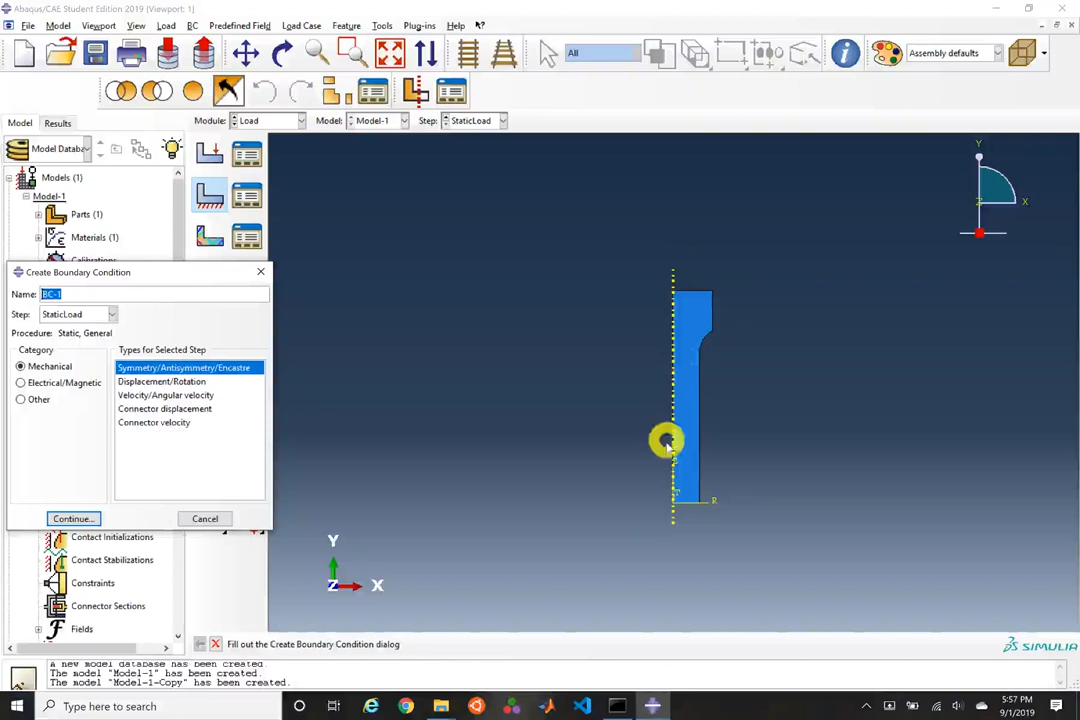 Abaqus/CAE Student Edition 2019 [Viewport: 1]
File Model Viewport View Load BC Predefined Field Load Case Feature Tools Plug-ins Help
All
Assembly defaults
Model Results
Module: Load Model: Model-1 Step: StaticLoad
Model Databa
Models (1)
Model-1
Parts (1)
Materials (1)
Calibrations
Create Boundary Condition
Name: BC-1
Step: StaticLoad
Procedure: Static, General
Category
Types for Selected Step
Mechanical
Electrical/Magnetic
Other
Symmetry/Antisymmetry/Encastre
Displacement/Rotation
Velocity/Angular velocity
Connector displacement
Connector velocity
Continue... Cancel
Contact Initializations
Contact Stabilizations
Constraints
Connector Sections
Fields
Y
Z
X
R
Y
Z
X
Fill out the Create Boundary Condition dialog
SIMULIA
A new model database has been created.
The model "Model-1" has been created.
The model "Model-1-Copy" has been created.
Type here to search
5:57 PM
9/1/2019